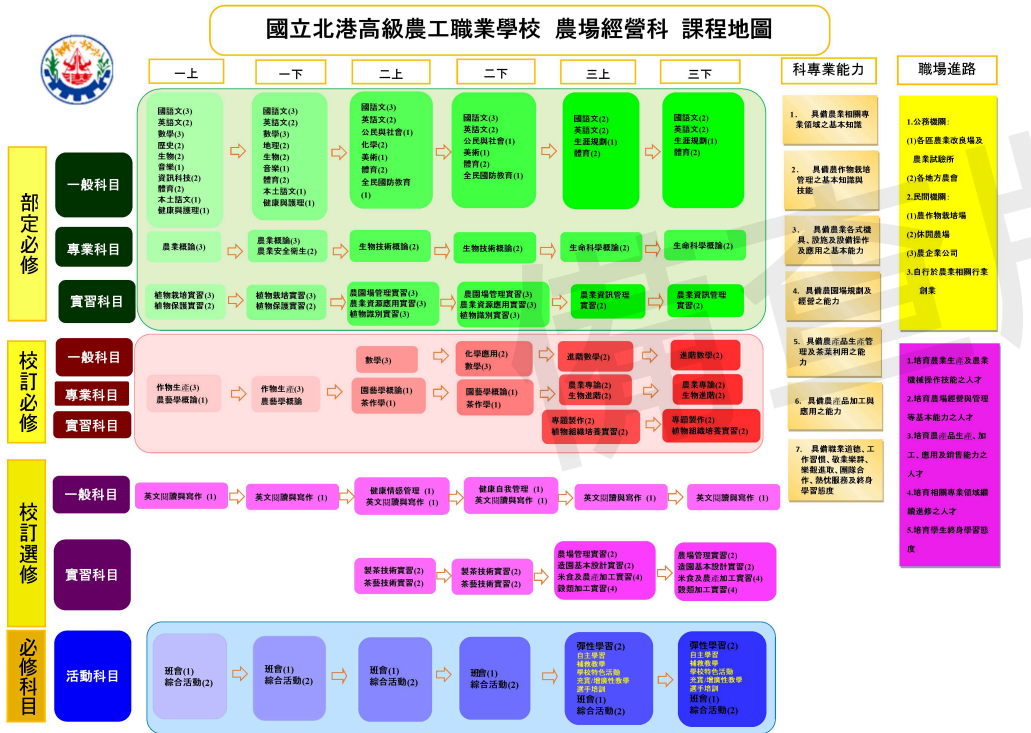 國立北港高級農工職業學校 農場經營科 課程地圖
一上
一下
二上
二下
三上
三下
科專業能力
職場進路
部定必修
一般科目
國語文(3)
英語文(2)
數學(3)
歷史(2)
生物(2)
音樂(1)
資訊科技(2)
體育(2)
本土語文(1)
健康與護理(1)
國語文(3)
英語文(2)
數學(3)
地理(2)
生物(2)
音樂(1)
體育(2)
本土語文(1)
健康與護理(1)
國語文(3)
英語文(2)
公民與社會(1)
化學(2)
美術(1)
體育(2)
全民國防教育
(1)
國語文(3)
英語文(2)
公民與社會(1)
美術(1)
體育(2)
全民國防教育(1)
國語文(2)
英語文(2)
生涯規劃(1)
體育(2)
國語文(2)
英語文(2)
生涯規劃(1)
體育(2)
專業科目
農業概論(3)
農業概論(3)
農業安全衛生(2)
生物技術概論(2)
生物技術概論(2)
生命科學概論(2)
生命科學概論(2)
實習科目
植物栽培實習(3)
植物保護實習(2)
植物栽培實習(3)
植物保護實習(2)
農園場管理實習(3)
農業資源應用實習(3)
植物識別實習(3)
農園場管理實習(3)
農業資源應用實習(3)
植物識別實習(3)
農業資訊管理
實習(2)
農業資訊管理
實習(2)
校訂必修
一般科目
數學(3)
化學應用(2)
數學(3)
進階數學(2)
進階數學(2)
專業科目
作物生產(3)
農藝學概論(1)
作物生產(3)
農藝學概論
園藝學概論(1)
茶作學(1)
園藝學概論(1)
茶作學(1)
農業專論(2)
生物進階(2)
農業專論(2)
生物進階(2)
實習科目
專題製作(2)
植物組織培養實習(2)
專題製作(2)
植物組織培養實習(2)
校訂選修
一般科目
英文閱讀與寫作 (1)
英文閱讀與寫作 (1)
健康情感管理 (1)
英文閱讀與寫作 (1)
健康自我管理 (1)
英文閱讀與寫作 (1)
英文閱讀與寫作 (1)
英文閱讀與寫作 (1)
實習科目
製茶技術實習(2)
茶藝技術實習(2)
製茶技術實習(2)
茶藝技術實習(2)
農場管理實習(2)
造園基本設計實習(2)
米食及農產加工實習(4)
穀類加工實習(4)
農場管理實習(2)
造園基本設計實習(2)
米食及農產加工實習(4)
穀類加工實習(4)
必修科目
活動科目
班會(1)
綜合活動(2)
班會(1)
綜合活動(2)
班會(1)
綜合活動(2)
班會(1)
綜合活動(2)
彈性學習(2)
自主學習
補救教學
學校特色活動
充實/增廣性教學
選手培訓
班會(1)
綜合活動(2)
彈性學習(2)
自主學習
補救教學
學校特色活動
充實/增廣性教學
選手培訓
班會(1)
綜合活動(2)
1. 具備農業相關專
業領域之基本知識
2. 具備農作物栽培
管理之基本知識與
技能
3. 具備農業各式機
具、設施及設備操作
及應用之基本能力
4. 具備農園場規劃及
經營之能力
5. 具備農產品生產管
理及茶葉利用之能
力
6. 具備農產品加工與
應用之能力
7. 具備職業道德、工
作習慣、敬業樂群、
樂觀進取、團隊合
作、熱忱服務及終身
學習態度
1.公務機關:
(1)各區農業改良場及
農業試驗所
(2)各地方農會
2.民間機關:
(1)農作物栽培場
(2)休閒農場
(3)農企業公司
3.自行於農業相關行業
創業
1.培育農業生產及農業
機械操作技能之人才
2.培育農場經營與管理
等基本能力之人才
3.培育農產品生產、加
工、應用及銷售能力之
人才
4.培育相關專業領域繼
續進修之人才
5.培育學生終身學習態
度
備查